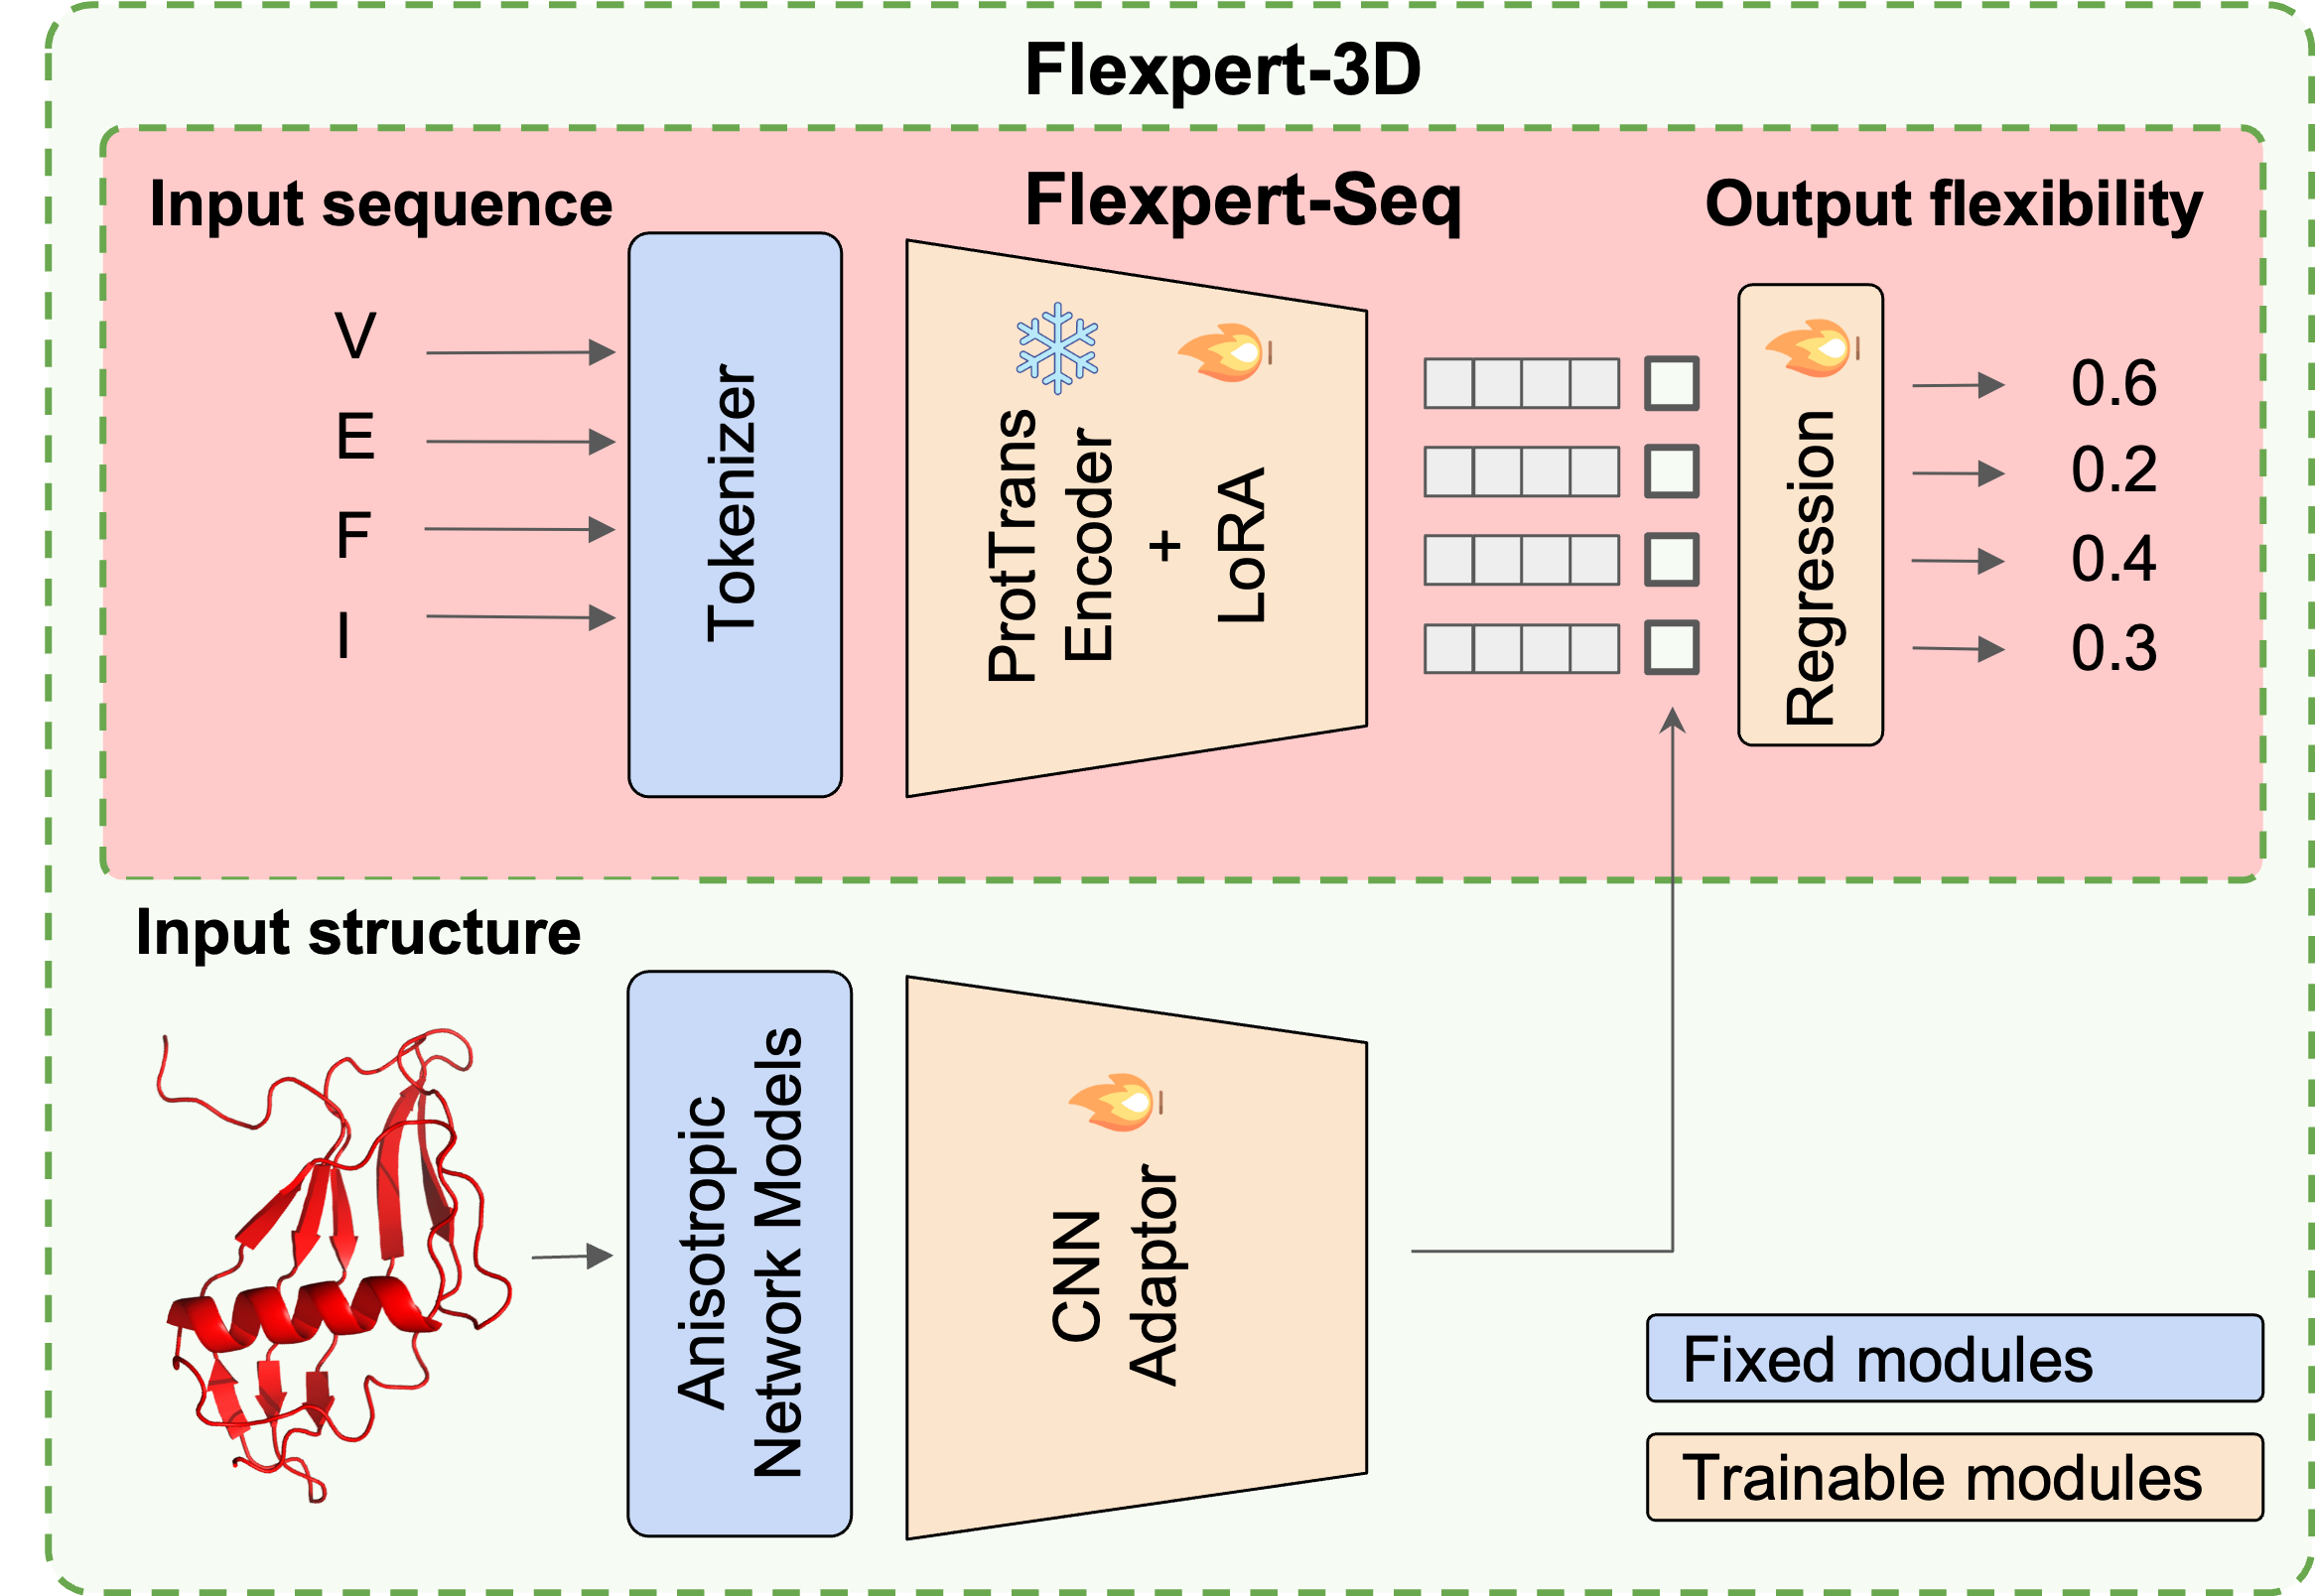 Flexpert-3D
Flexpert-Seq
Input sequence
Output flexibility
V
E
F
I
Tokenizer
ProtTrans
Encoder
+
LoRA
Regression
0.6
0.2
0.4
0.3
Input structure
Anisotropic
Network Models
CNN
Adaptor
Fixed modules
Trainable modules